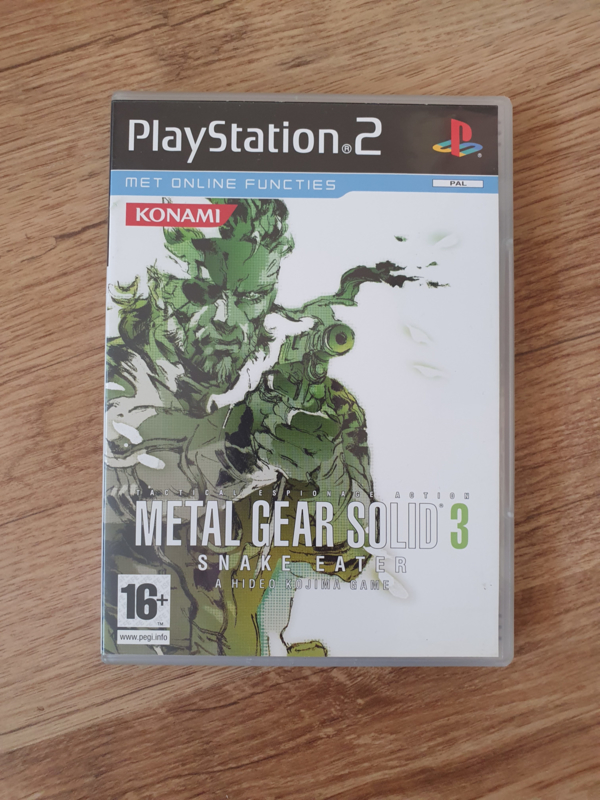 PlayStation®2
MET ONLINE FUNCTIES
PAL
KONAMI
TACTICAL ESPIONAGE ACTION
METAL GEAR SOLID® 3
SNAKE EATER
A HIDEO KOJIMA GAME
16+
™
www.pegi.info